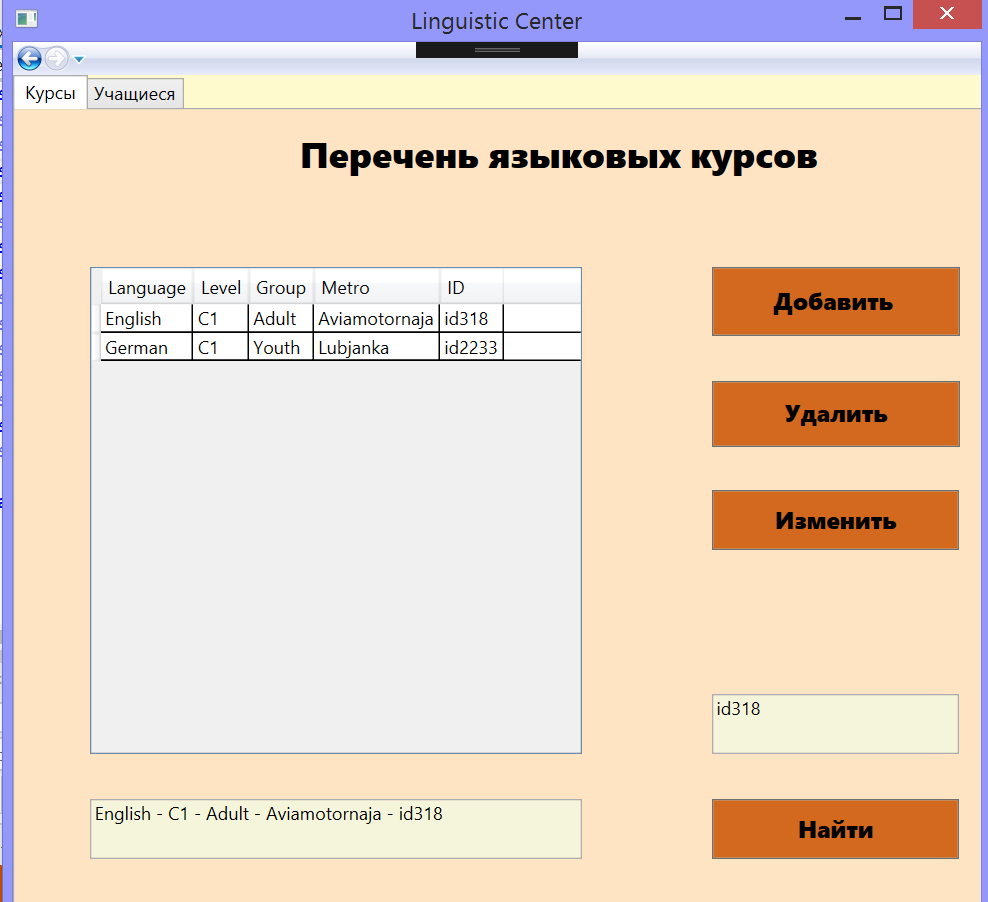 Linguistic Center
Курсы Учащиеся
Перечень языковых курсов
Language Level Group Metro ID
English C1 Adult Aviamotornaja id318
German C1 Youth Lubjanka id2233
Добавить
Удалить
Изменить
id318
English - C1 - Adult - Aviamotornaja - id318
Найти